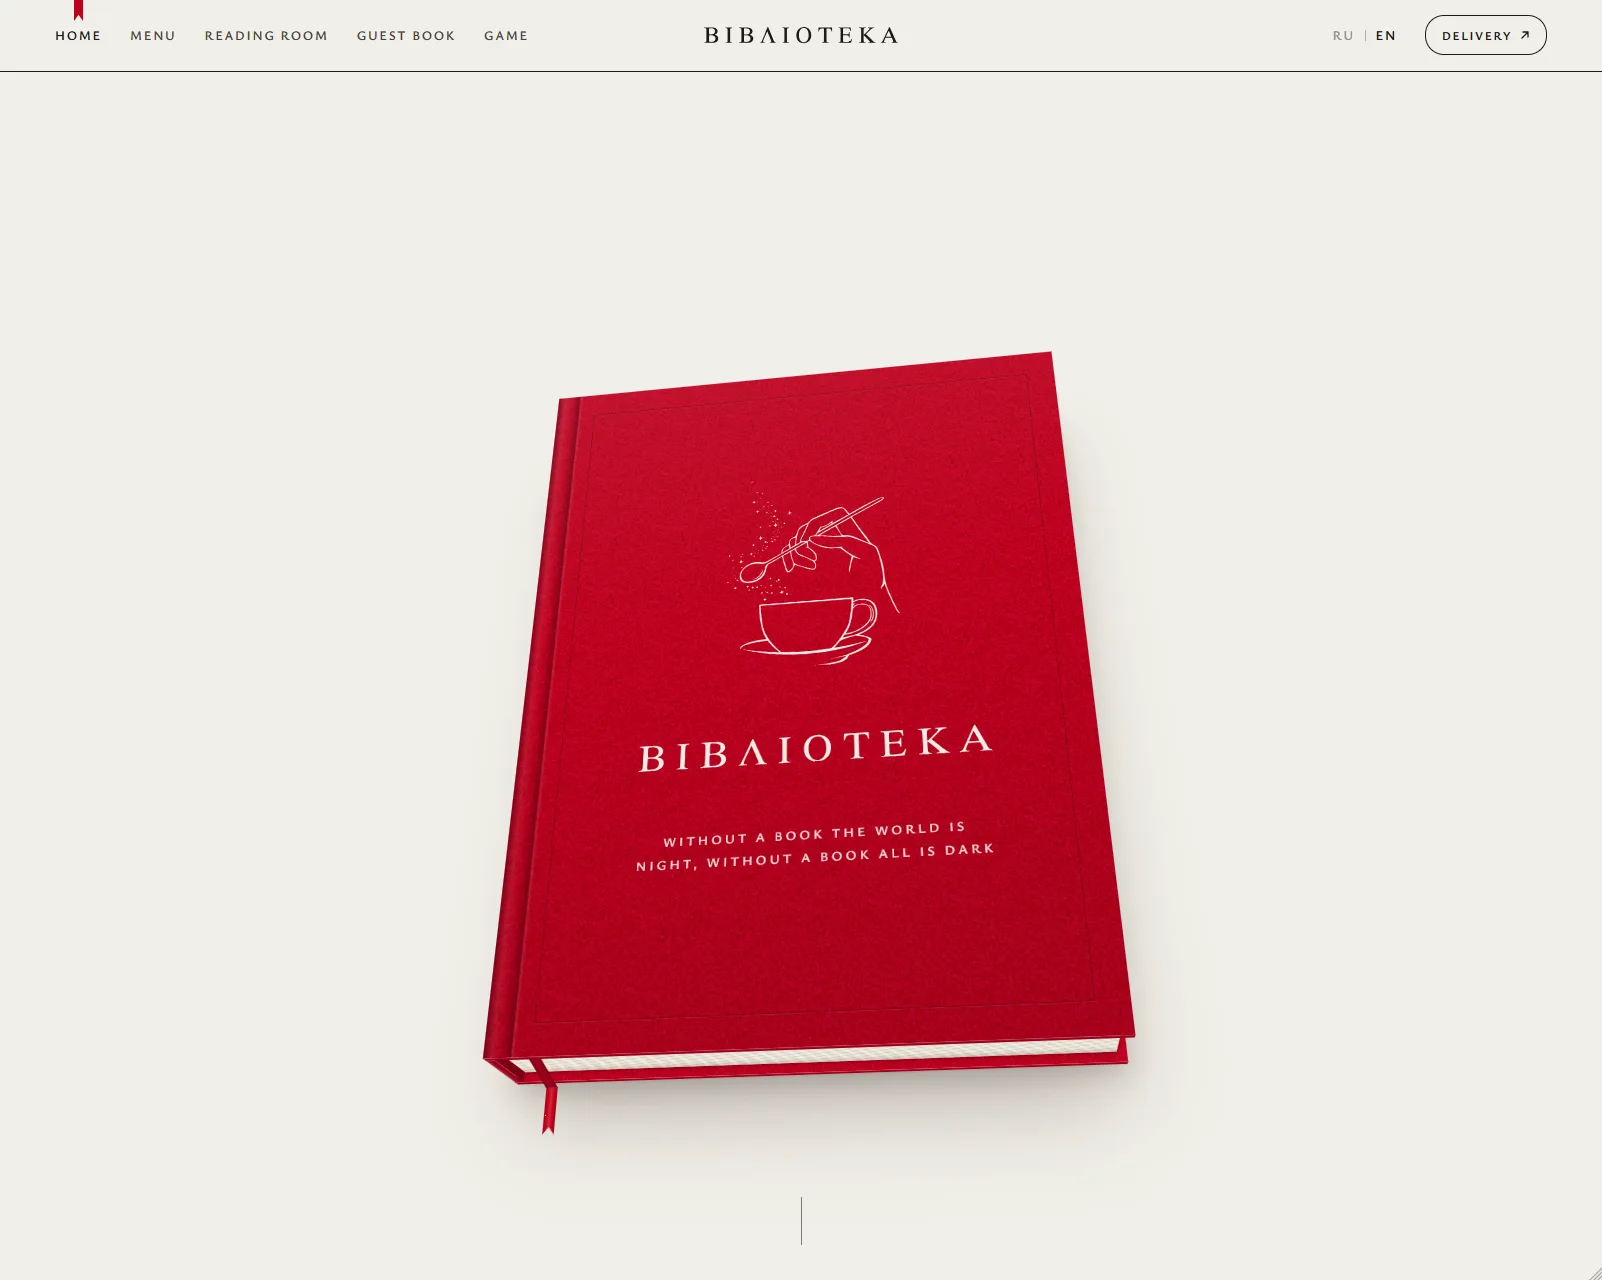 HOME MENU READING ROOM GUEST BOOK GAME
BIBΛIOTEKA
RU | EN
DELIVERY ↗
BIBΛIOTEKA
WITHOUT A BOOK THE WORLD IS
NIGHT, WITHOUT A BOOK ALL IS DARK